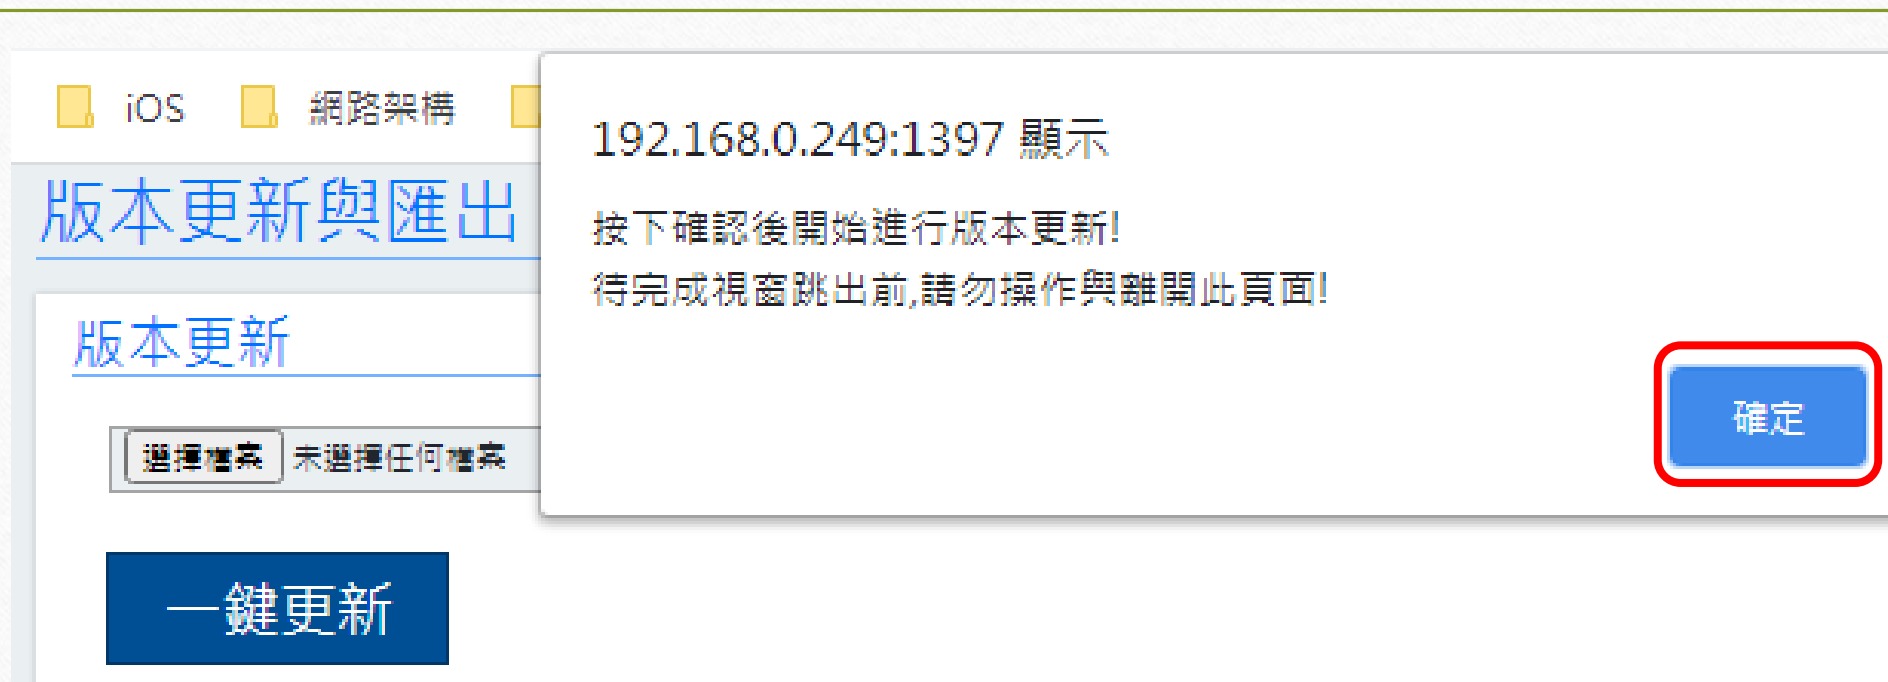 iOS 網路架構
192.168.0.249:1397 顯示
按下確認後開始進行版本更新!
待完成視窗跳出前,請勿操作與離開此頁面!
確定
版本更新與匯出
版本更新
選擇檔案 未選擇任何檔案
一鍵更新